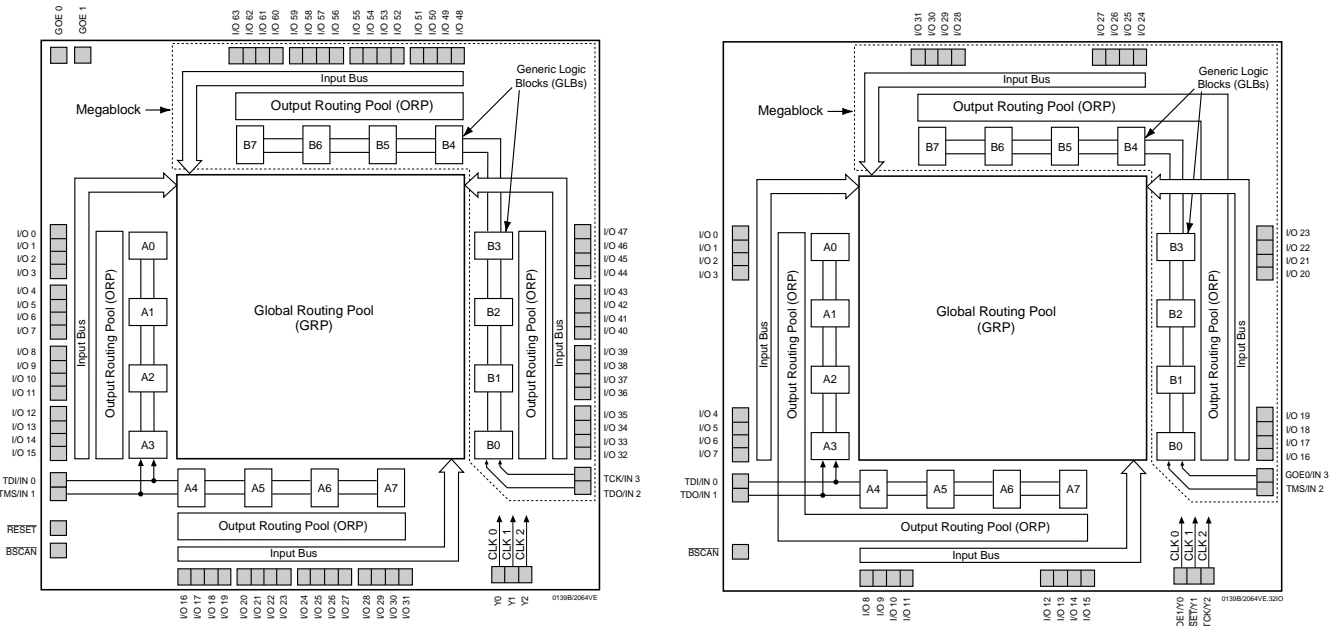 GOE 0
GOE 1
I/O 63
I/O 62
I/O 61
I/O 60
I/O 59
I/O 58
I/O 57
I/O 56
I/O 55
I/O 54
I/O 53
I/O 52
I/O 51
I/O 50
I/O 49
I/O 48
Input Bus
Output Routing Pool (ORP)
Megablock
Generic Logic
Blocks (GLBs)
B7
B6
B5
B4
I/O 0
I/O 1
I/O 2
I/O 3
I/O 4
I/O 5
I/O 6
I/O 7
I/O 8
I/O 9
I/O 10
I/O 11
I/O 12
I/O 13
I/O 14
I/O 15
Input Bus
Output Routing Pool (ORP)
A0
A1
A2
A3
Global Routing Pool
(GRP)
B3
B2
B1
B0
Output Routing Pool (ORP)
Input Bus
I/O 47
I/O 46
I/O 45
I/O 44
I/O 43
I/O 42
I/O 41
I/O 40
I/O 39
I/O 38
I/O 37
I/O 36
I/O 35
I/O 34
I/O 33
I/O 32
TDI/IN 0
TMS/IN 1
TCK/IN 3
TDO/IN 2
A4
A5
A6
A7
Output Routing Pool (ORP)
Input Bus
RESET
BSCAN
CLK 0
CLK 1
CLK 2
I/O 16
I/O 17
I/O 18
I/O 19
I/O 20
I/O 21
I/O 22
I/O 23
I/O 24
I/O 25
I/O 26
I/O 27
I/O 28
I/O 29
I/O 30
I/O 31
Y0
Y1
Y2
0139B/2064VE
I/O 31
I/O 30
I/O 29
I/O 28
I/O 27
I/O 26
I/O 25
I/O 24
Input Bus
Output Routing Pool (ORP)
Megablock
Generic Logic
Blocks (GLBs)
B7
B6
B5
B4
I/O 0
I/O 1
I/O 2
I/O 3
I/O 4
I/O 5
I/O 6
I/O 7
Input Bus
Output Routing Pool (ORP)
A0
A1
A2
A3
Global Routing Pool
(GRP)
B3
B2
B1
B0
Output Routing Pool (ORP)
Input Bus
I/O 23
I/O 22
I/O 21
I/O 20
I/O 19
I/O 18
I/O 17
I/O 16
TDI/IN 0
TDO/IN 1
GOE0/IN 3
TMS/IN 2
A4
A5
A6
A7
Output Routing Pool (ORP)
Input Bus
BSCAN
CLK 0
CLK 1
CLK 2
I/O 8
I/O 9
I/O 10
I/O 11
I/O 12
I/O 13
I/O 14
I/O 15
OE1/Y0
SET/Y1
TCK/Y2
0139B/2064VE.32IO